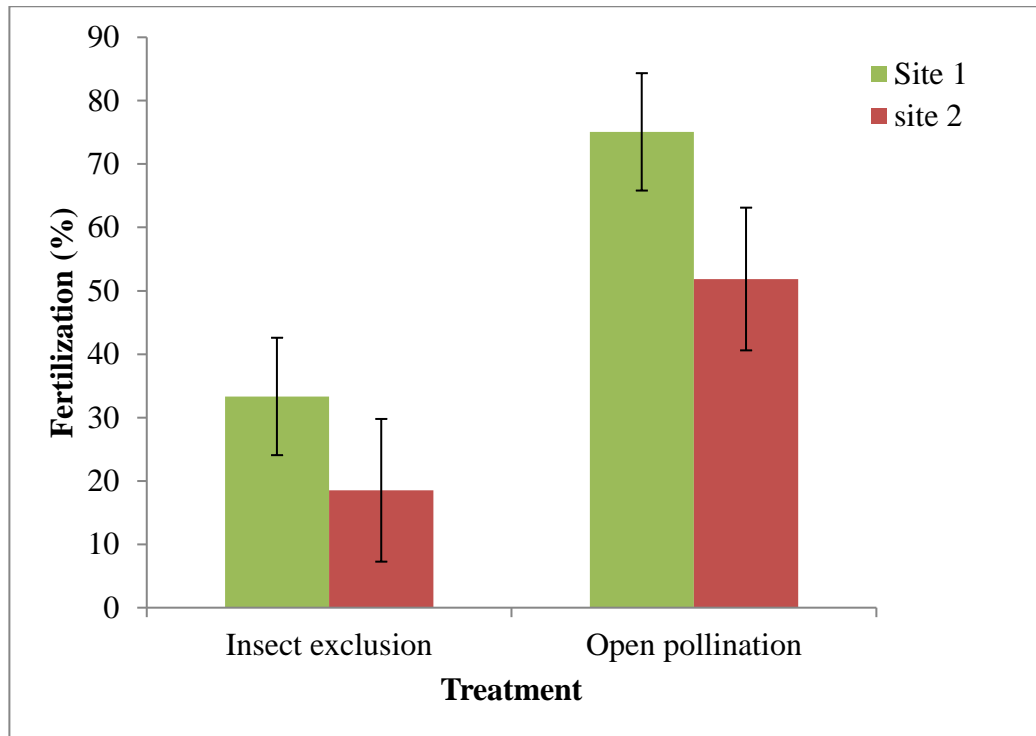 90
80
70
60
50
40
30
20
10
0
Fertilization (%)
Site 1
site 2
Insect exclusion
Open pollination
Treatment